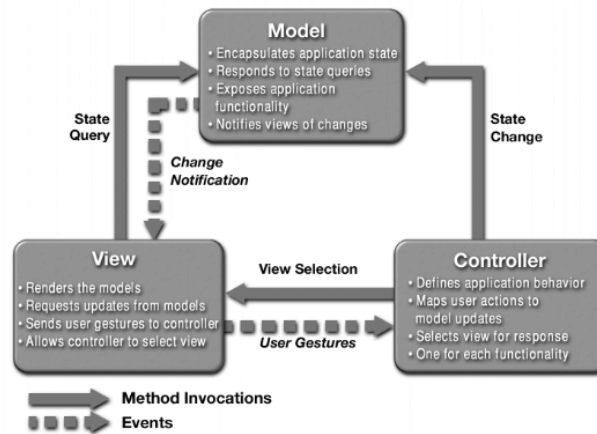 Model
• Encapsulates application state
• Responds to state queries
• Exposes application
functionality
• Notifies views of changes
State
Query
State
Change
Change
Notification
View
• Renders the models
• Requests updates from models
• Sends user gestures to controller
• Allows controller to select view
View Selection
User Gestures
Controller
• Defines application behavior
• Maps user actions to
model updates
• Selects view for response
• One for each functionality
Method Invocations
Events